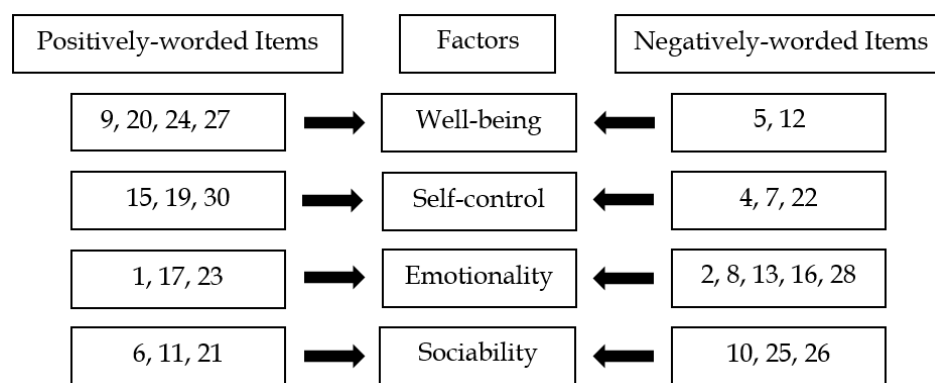 Positively-worded Items
Factors
Negatively-worded Items
9, 20, 24, 27
Well-being
5, 12
15, 19, 30
Self-control
4, 7, 22
1, 17, 23
Emotionality
2, 8, 13, 16, 28
6, 11, 21
Sociability
10, 25, 26